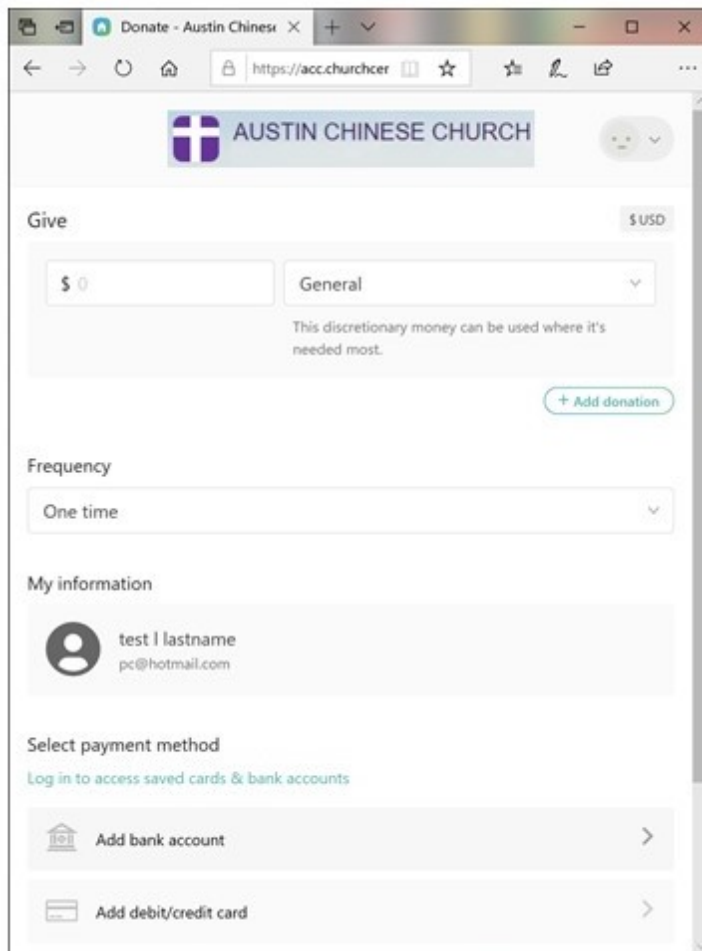 Donate - Austin Chinese
https://acc.churchcer
AUSTIN CHINESE CHURCH
Give
$ USD
$ 0
General
This discretionary money can be used where it's
needed most.
+ Add donation
Frequency
One time
My information
test l lastname
pc@hotmail.com
Select payment method
Log in to access saved cards & bank accounts
Add bank account
Add debit/credit card